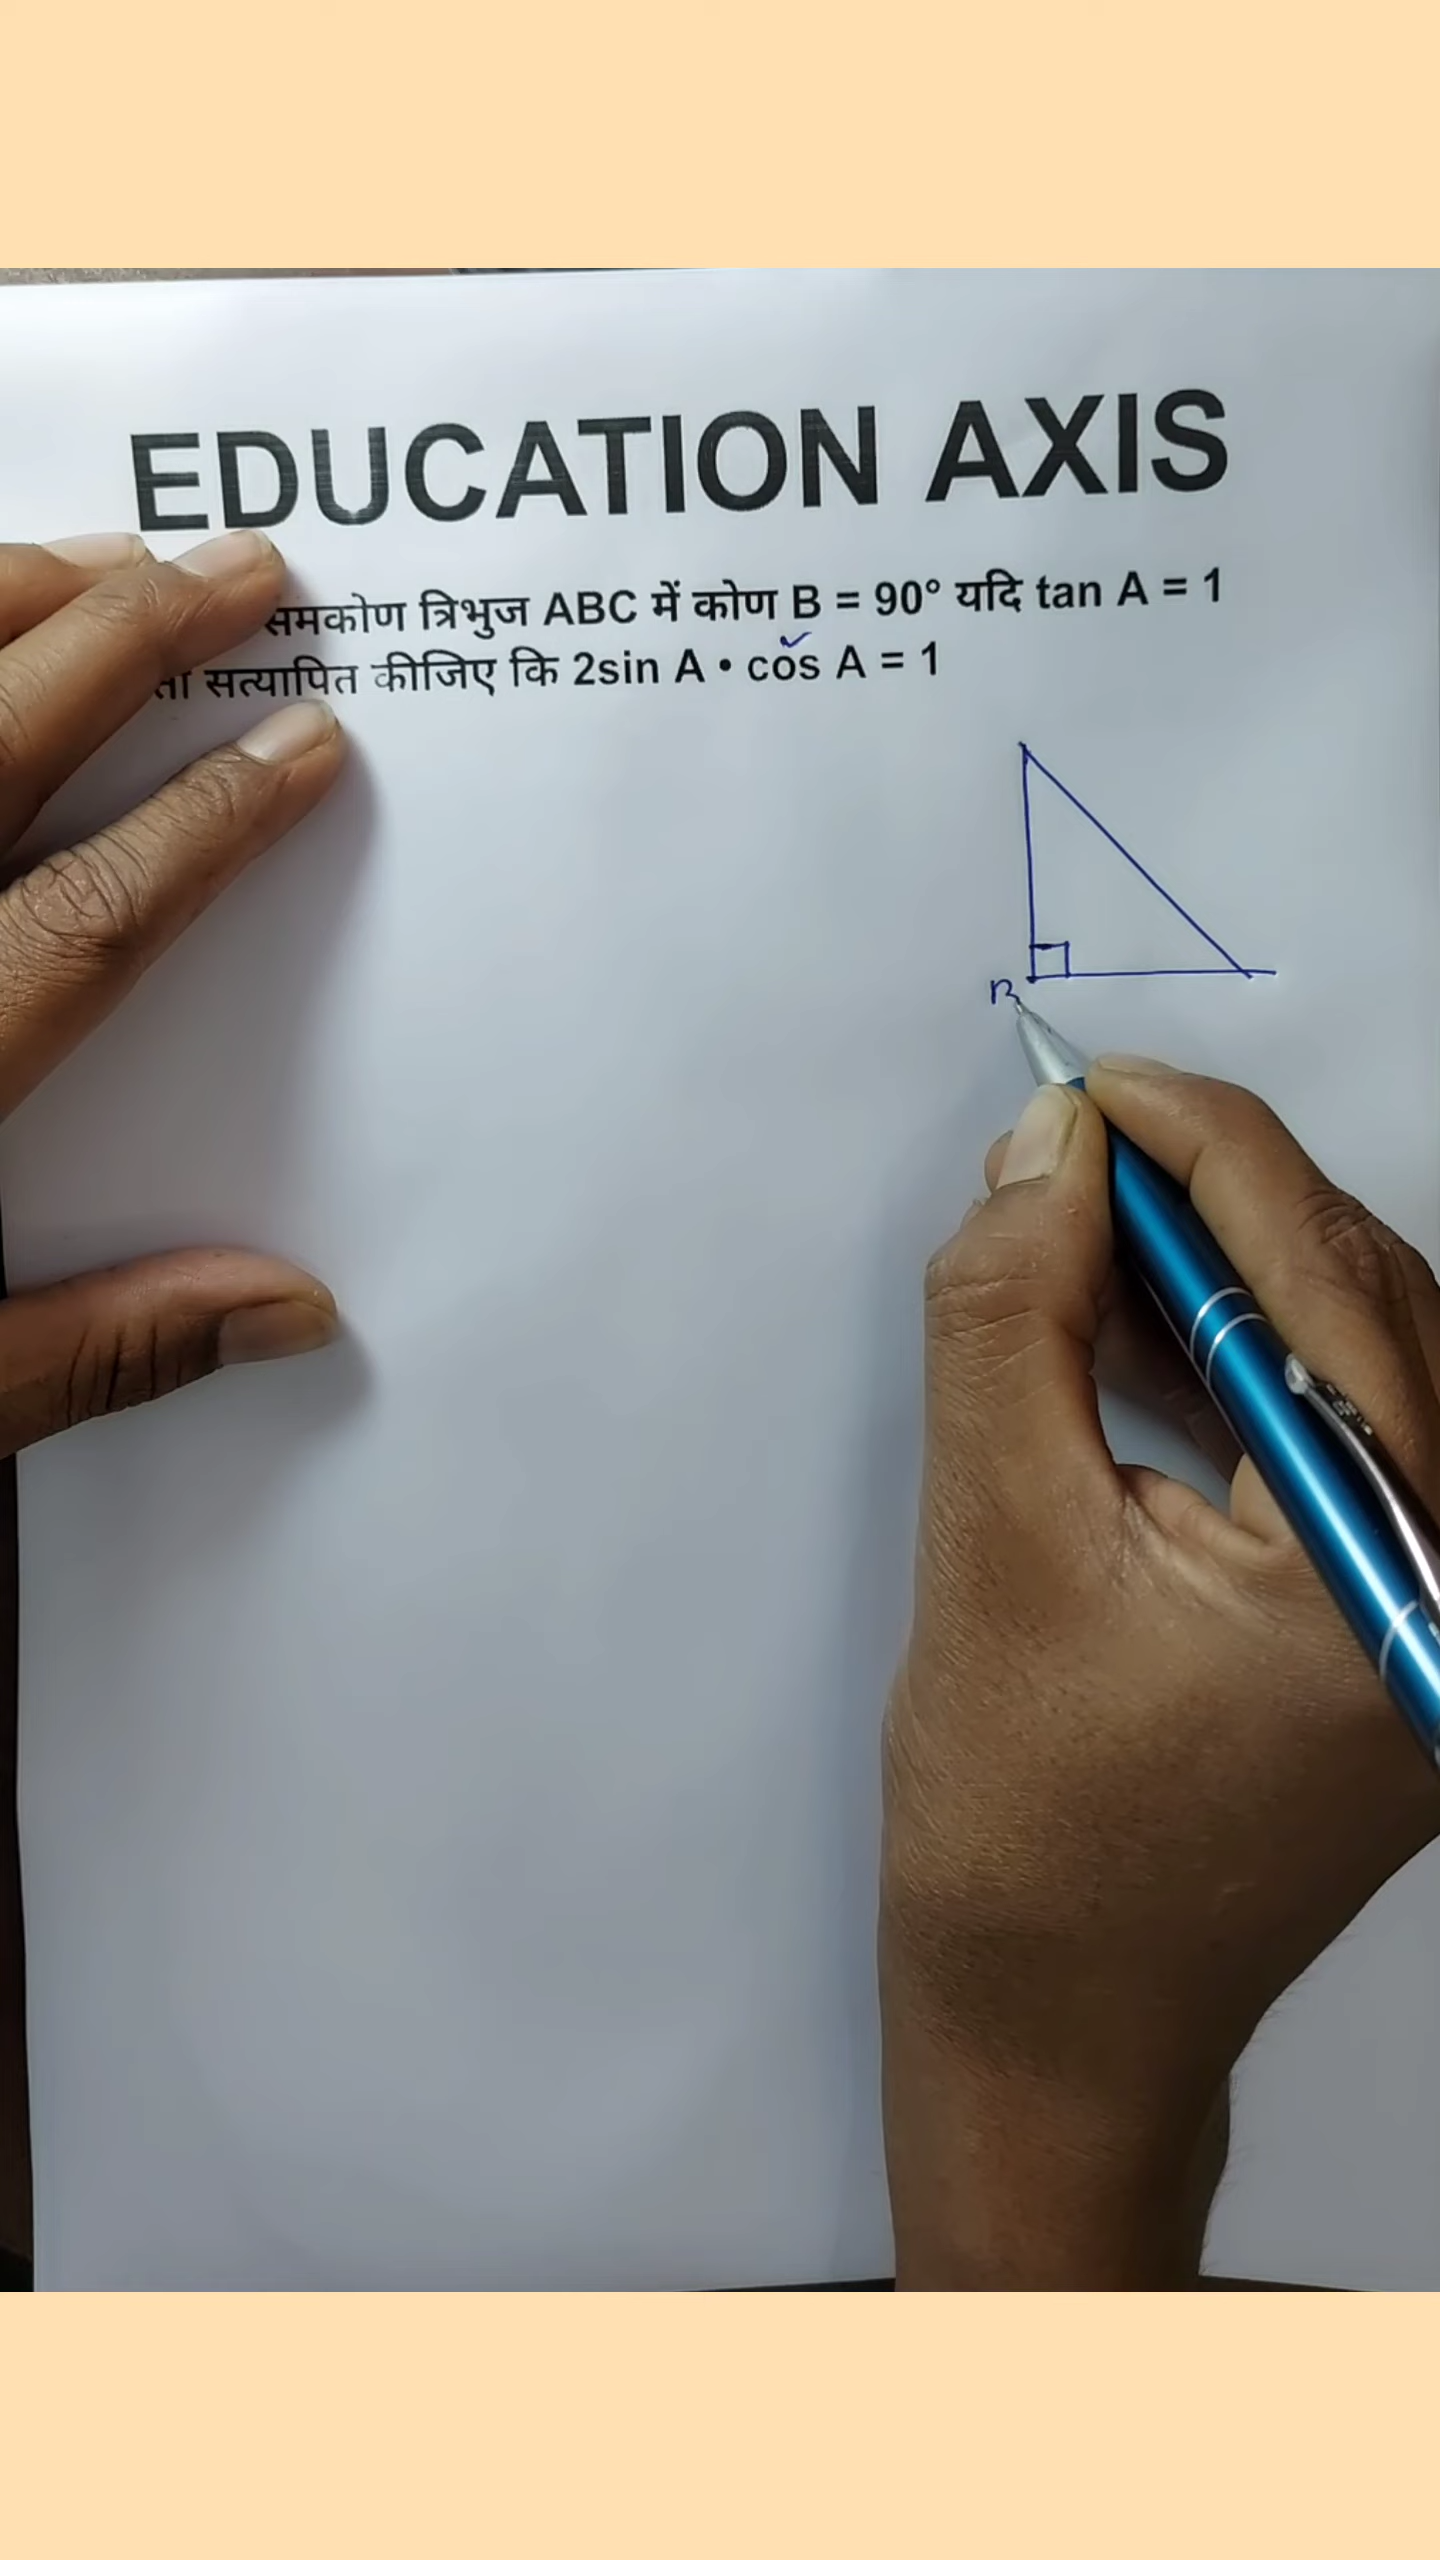 EDUCATION AXIS
समकोण त्रिभुज ABC में कोण B = 90° यदि tan A = 1
सत्यापित कीजिए कि 2sin A • cos A = 1
B